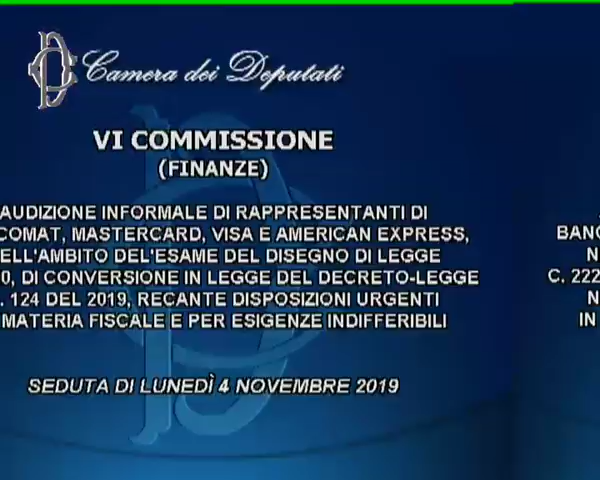 Camera dei Deputati
VI COMMISSIONE
(FINANZE)
AUDIZIONE INFORMALE DI RAPPRESENTANTI DI
COMAT, MASTERCARD, VISA E AMERICAN EXPRESS,
ELL'AMBITO DEL'ESAME DEL DISEGNO DI LEGGE
0, DI CONVERSIONE IN LEGGE DEL DECRETO-LEGGE
. 124 DEL 2019, RECANTE DISPOSIZIONI URGENTI
MATERIA FISCALE E PER ESIGENZE INDIFFERIBILI
SEDUTA DI LUNEDÌ 4 NOVEMBRE 2019
BANC
N
C. 222
N
IN